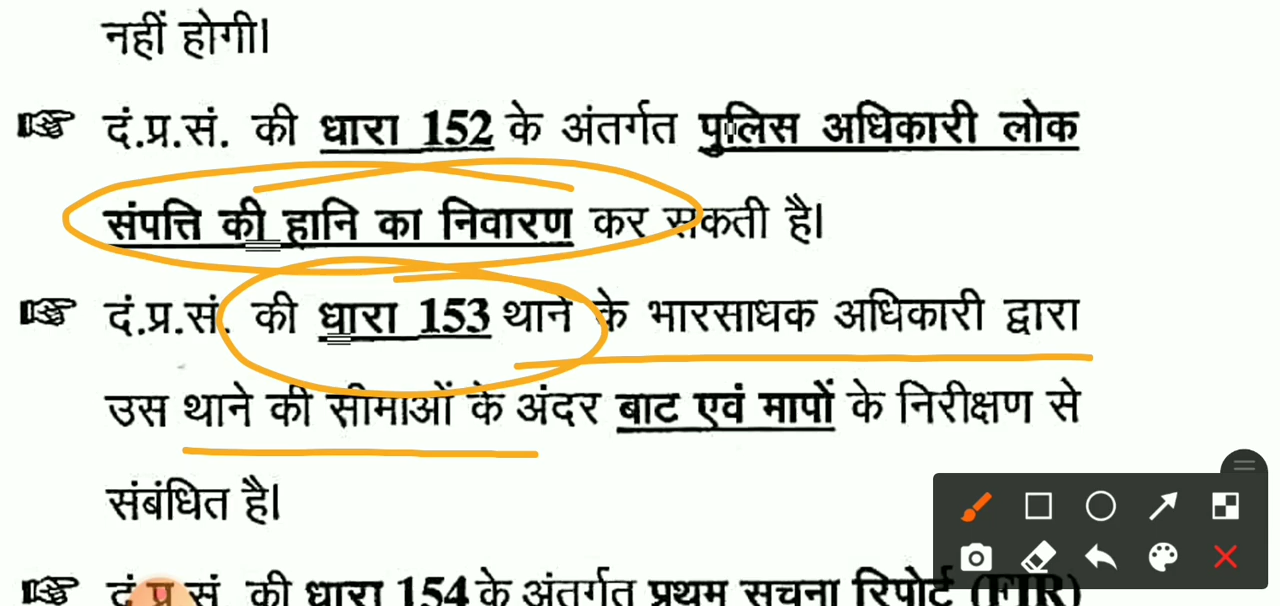 नहीं होगी।
दं.प्र.सं. की धारा 152 के अंतर्गत पुलिस अधिकारी लोक
संपत्ति की हानि का निवारण कर सकती है।
दं.प्र.सं. की धारा 153 थाने के भारसाधक अधिकारी द्वारा
उस थाने की सीमाओं के अंदर बाट एवं मापों के निरीक्षण से
संबंधित है।
दं.प्र.सं. की धारा 154 के अंतर्गत प्रथम सूचना रिपोर्ट (FIR)